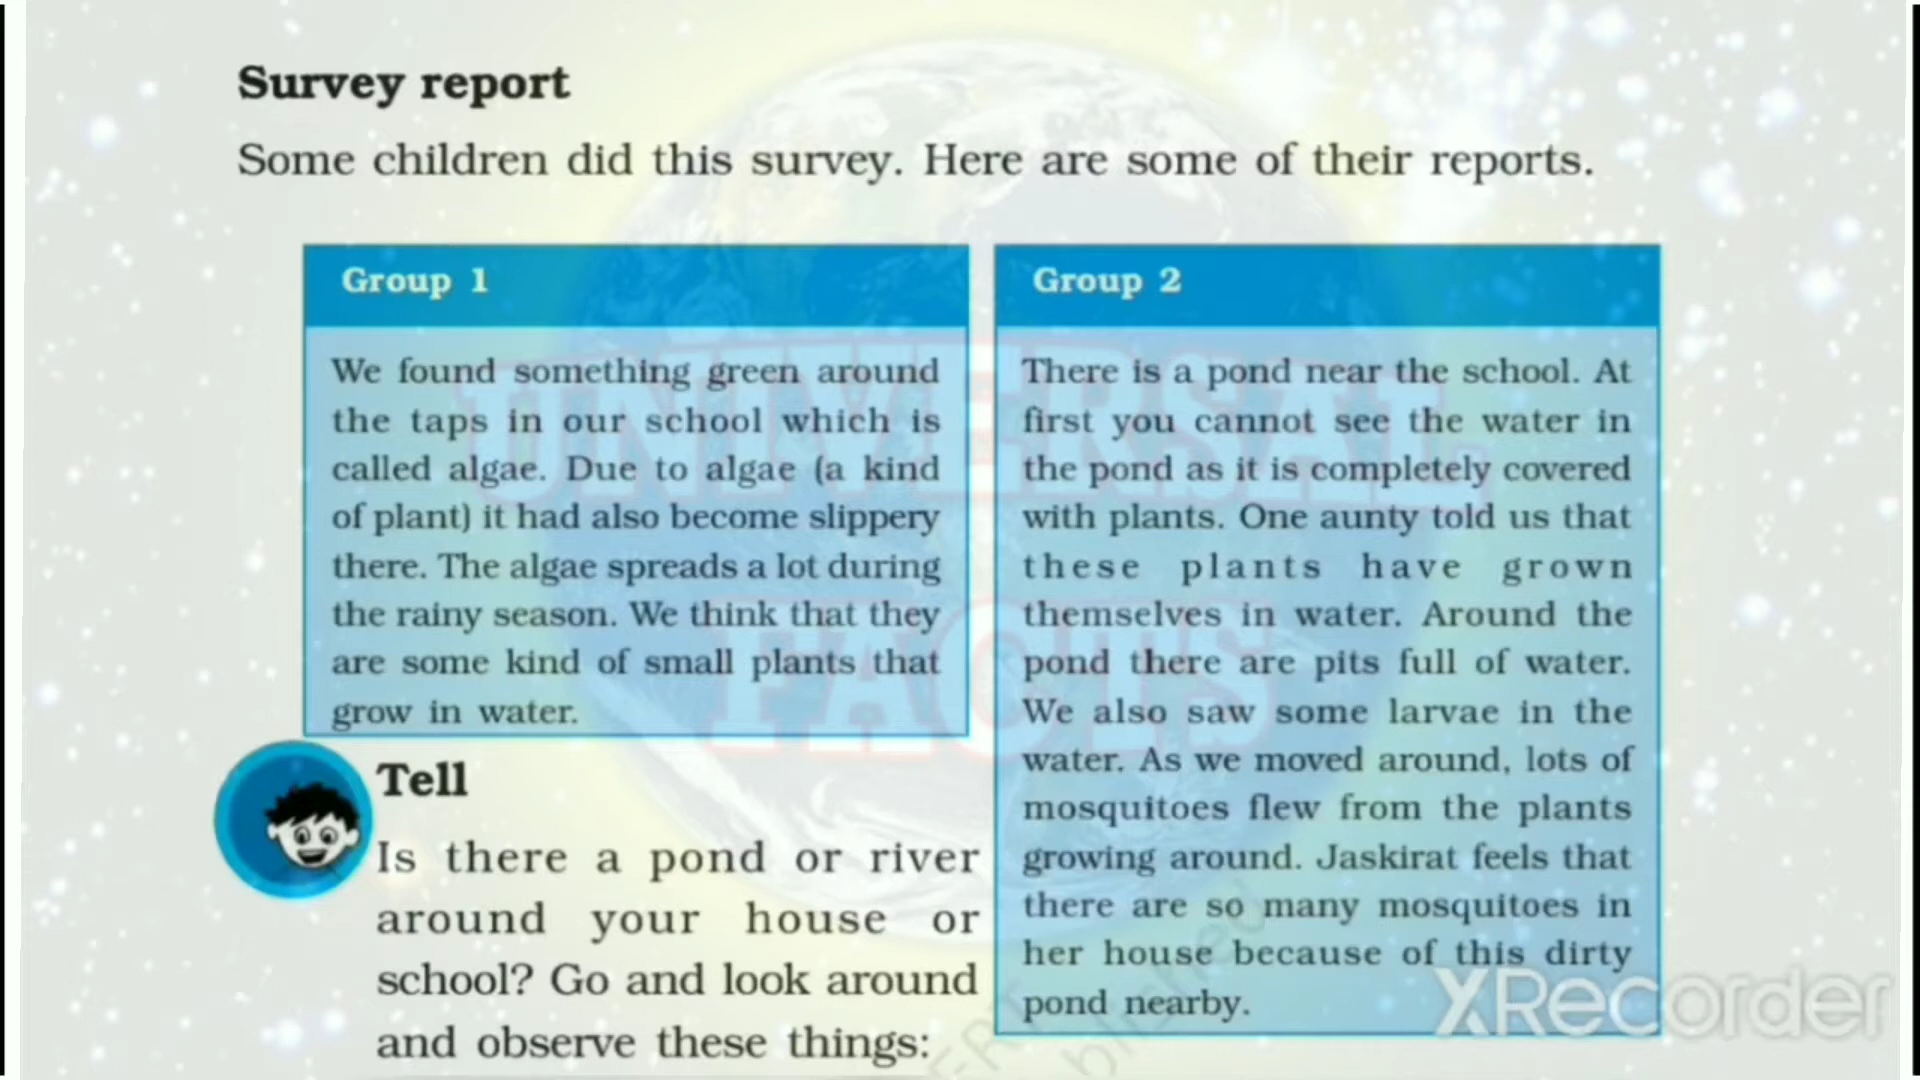 Survey report
Some children did this survey. Here are some of their reports.
Group 1
We found something green around
the taps in our school which is
called algae. Due to algae (a kind
of plant) it had also become slippery
there. The algae spreads a lot during
the rainy season. We think that they
are some kind of small plants that
grow in water.
Group 2
There is a pond near the school. At
first you cannot see the water in
the pond as it is completely covered
with plants. One aunty told us that
these plants have grown
themselves in water. Around the
pond there are pits full of water.
We also saw some larvae in the
water. As we moved around, lots of
mosquitoes flew from the plants
growing around. Jaskirat feels that
there are so many mosquitoes in
her house because of this dirty
pond nearby.
Tell
Is there a pond or river
around your house or
school? Go and look around
and observe these things:
UNIVERSAL
FACTS
XRecorder